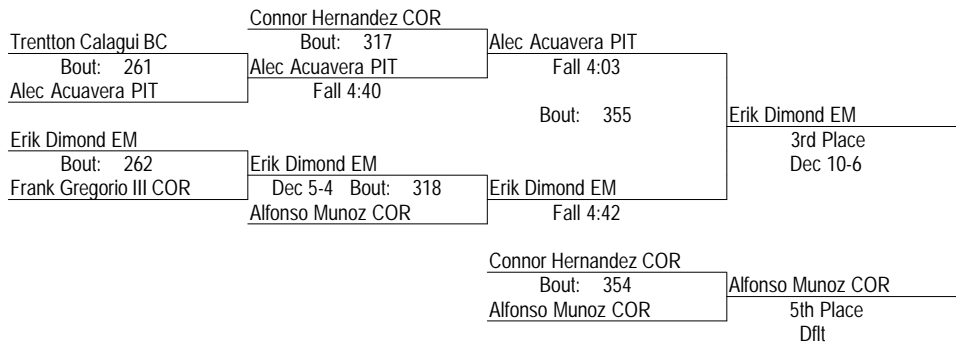 Connor Hernandez COR
Trentton Calagui BC
Bout: 317
Alec Acuavera PIT
Bout: 261
Alec Acuavera PIT
Fall 4:03
Alec Acuavera PIT
Fall 4:40
Bout: 355
Erik Dimond EM
Erik Dimond EM
3rd Place
Bout: 262
Erik Dimond EM
Dec 10-6
Frank Gregorio III COR
Dec 5-4 Bout: 318
Erik Dimond EM
Alfonso Munoz COR
Fall 4:42
Connor Hernandez COR
Bout: 354
Alfonso Munoz COR
Alfonso Munoz COR
5th Place
Dflt